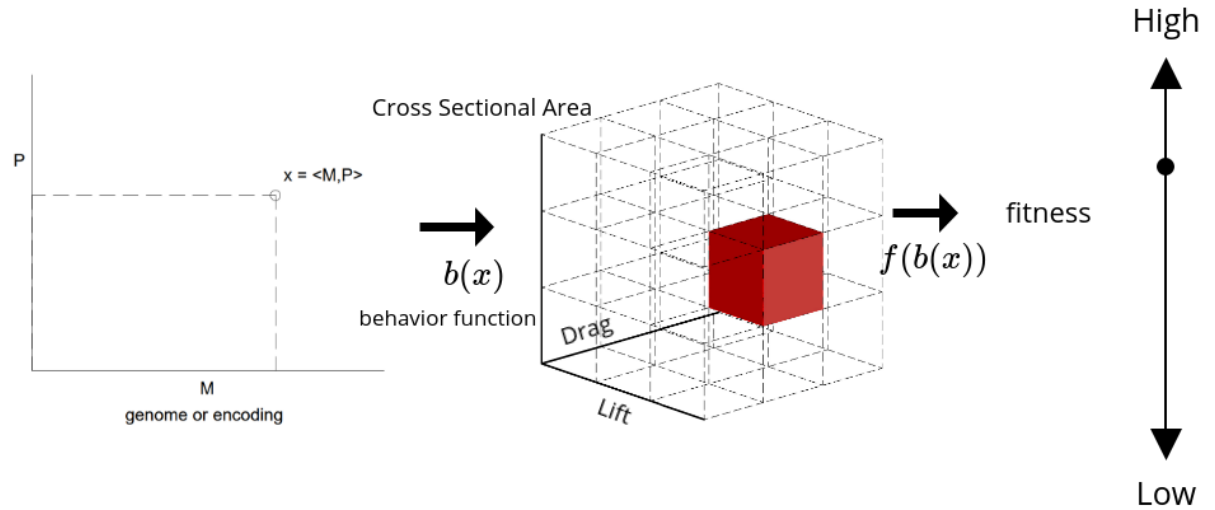 High
Cross Sectional Area
P
x = <M,P>
b(x)
behavior function
Drag
Lift
f(b(x))
fitness
M
genome or encoding
Low